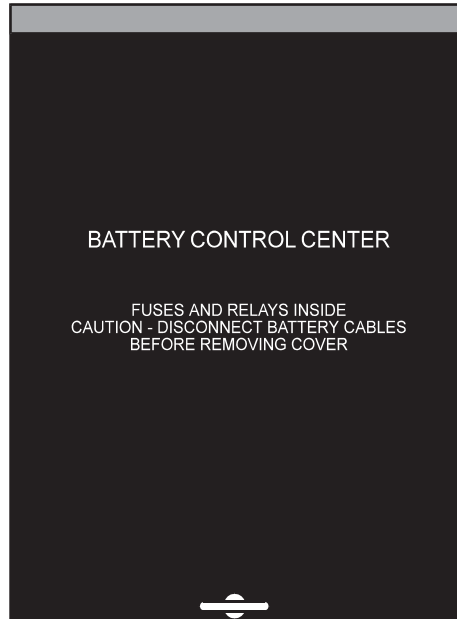 BATTERY CONTROL CENTER
FUSES AND RELAYS INSIDE
CAUTION - DISCONNECT BATTERY CABLES
BEFORE REMOVING COVER